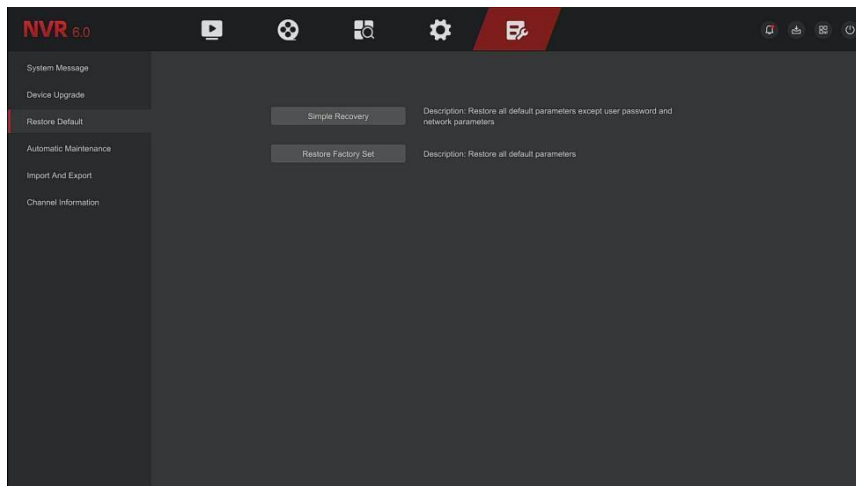 NVR 6.0
System Message
Device Upgrade
Restore Default
Automatic Maintenance
Import And Export
Channel Information
Simple Recovery
Description: Restore all default parameters except user password and
network parameters
Restore Factory Set
Description: Restore all default parameters